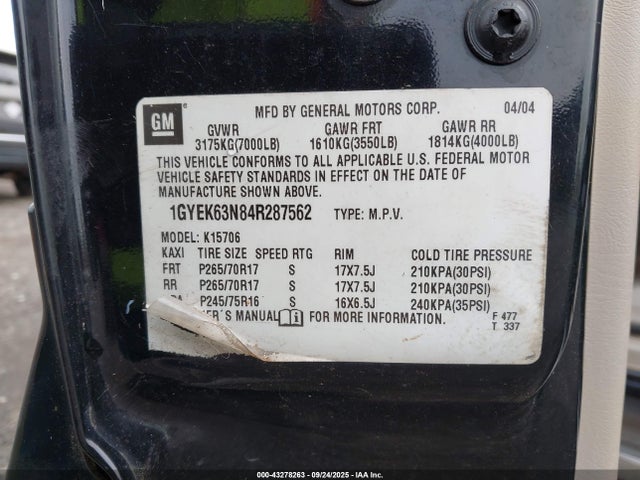 GM
MFD BY GENERAL MOTORS CORP. 04/04
GVWR GAWR FRT GAWR RR
3175KG(7000LB) 1610KG(3550LB) 1814KG(4000LB)
THIS VEHICLE CONFORMS TO ALL APPLICABLE U.S. FEDERAL MOTOR
VEHICLE SAFETY STANDARDS IN EFFECT ON THE DATE OF
MANUFACTURE SHOWN ABOVE.
1GYEK63N84R287562 TYPE: M.P.V.
MODEL: K15706
KAXI TIRE SIZE SPEED RTG RIM COLD TIRE PRESSURE
FRT P265/70R17 S 17X7.5J 210KPA(30PSI)
RR P265/70R17 S 17X7.5J 210KPA(30PSI)
P245/75R16 S 16X6.5J 240KPA(35PSI)
ER'S MANUAL FOR MORE INFORMATION. F 477
T 337
000-43278263 - 09/24/2025 - IAA Inc.